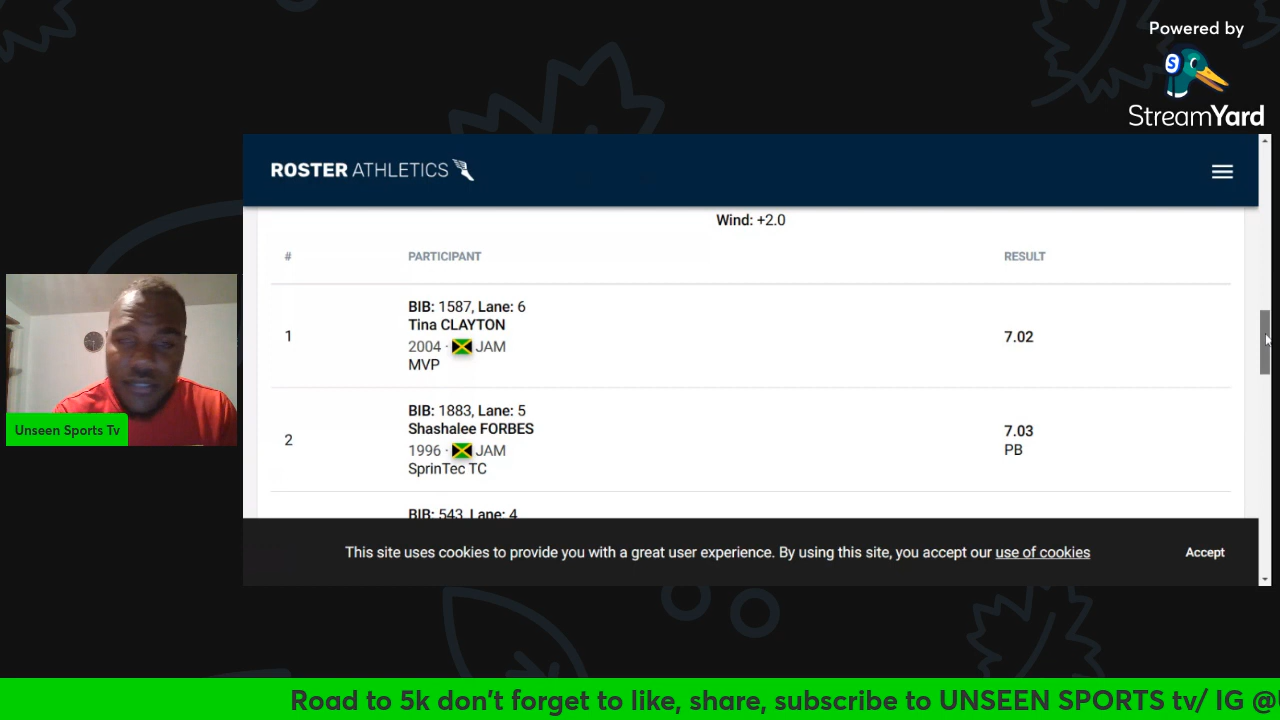 Powered by
S
StreamYard
ROSTER ATHLETICS
Wind: +2.0
# PARTICIPANT RESULT
BIB: 1587, Lane: 6
Tina CLAYTON
1 7.02
2004 · JAM
MVP
BIB: 1883, Lane: 5
Shashalee FORBES
7.03
2 PB
1996 · JAM
SprinTec TC
BIB: 543, Lane: 4
Unseen Sports Tv
This site uses cookies to provide you with a great user experience. By using this site, you accept our use of cookies Accept
Road to 5k don't forget to like, share, subscribe to UNSEEN SPORTS tv/ IG @